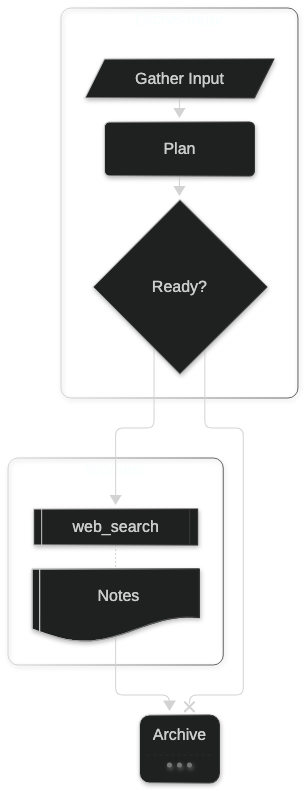 Gather Input
Plan
Ready?
web_search
Notes
Archive